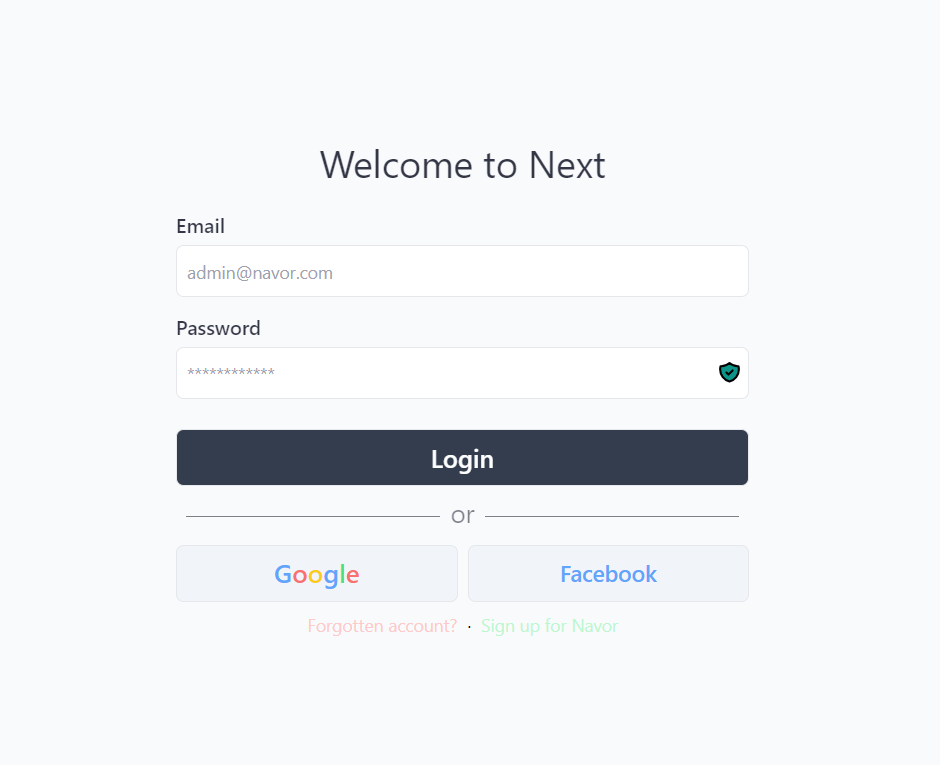 Welcome to Next
Email
admin@navor.com
Password
************
Login
or
Google Facebook
Forgotten account? · Sign up for Navor